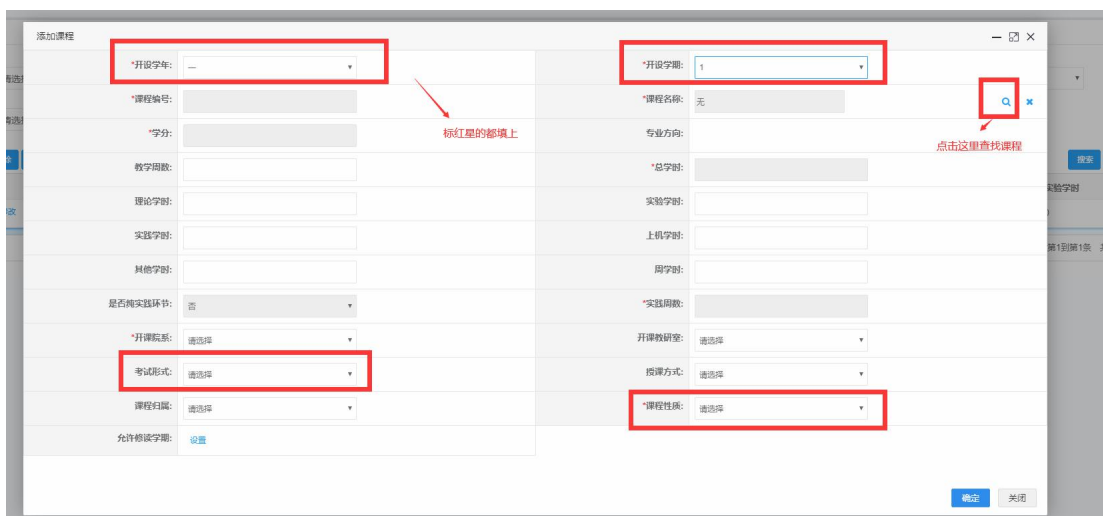 添加课程
*开设学年: —
*开设学期: 1
*课程编号:
*课程名称: 无
标红星的都填上
*学分:
专业方向:
点击这里查找课程
教学周数:
*总学时:
搜索
理论学时:
实验学时:
实验学时
实践学时:
上机学时:
第1到第1条
其他学时:
周学时:
是否纯实践环节: 否
*实践周数:
*开课院系: 请选择
开课教研室: 请选择
考试形式: 请选择
授课方式: 请选择
课程归属: 请选择
*课程性质: 请选择
允许修读学期: 设置
确定 关闭